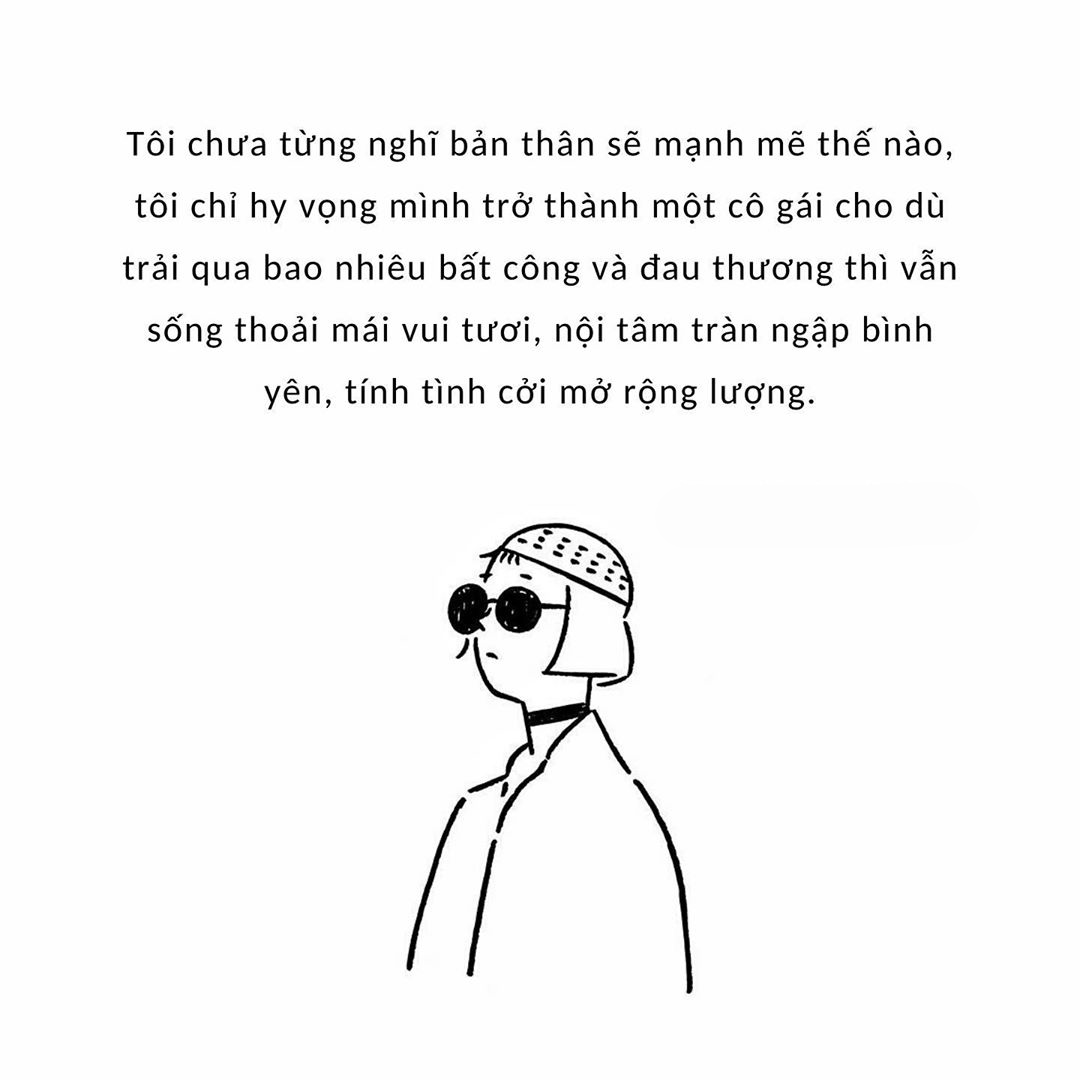 Tôi chưa từng nghĩ bản thân sẽ mạnh mẽ thế nào,
tôi chỉ hy vọng mình trở thành một cô gái cho dù
trải qua bao nhiêu bất công và đau thương thì vẫn
sống thoải mái vui tươi, nội tâm tràn ngập bình
yên, tính tình cởi mở rộng lượng.